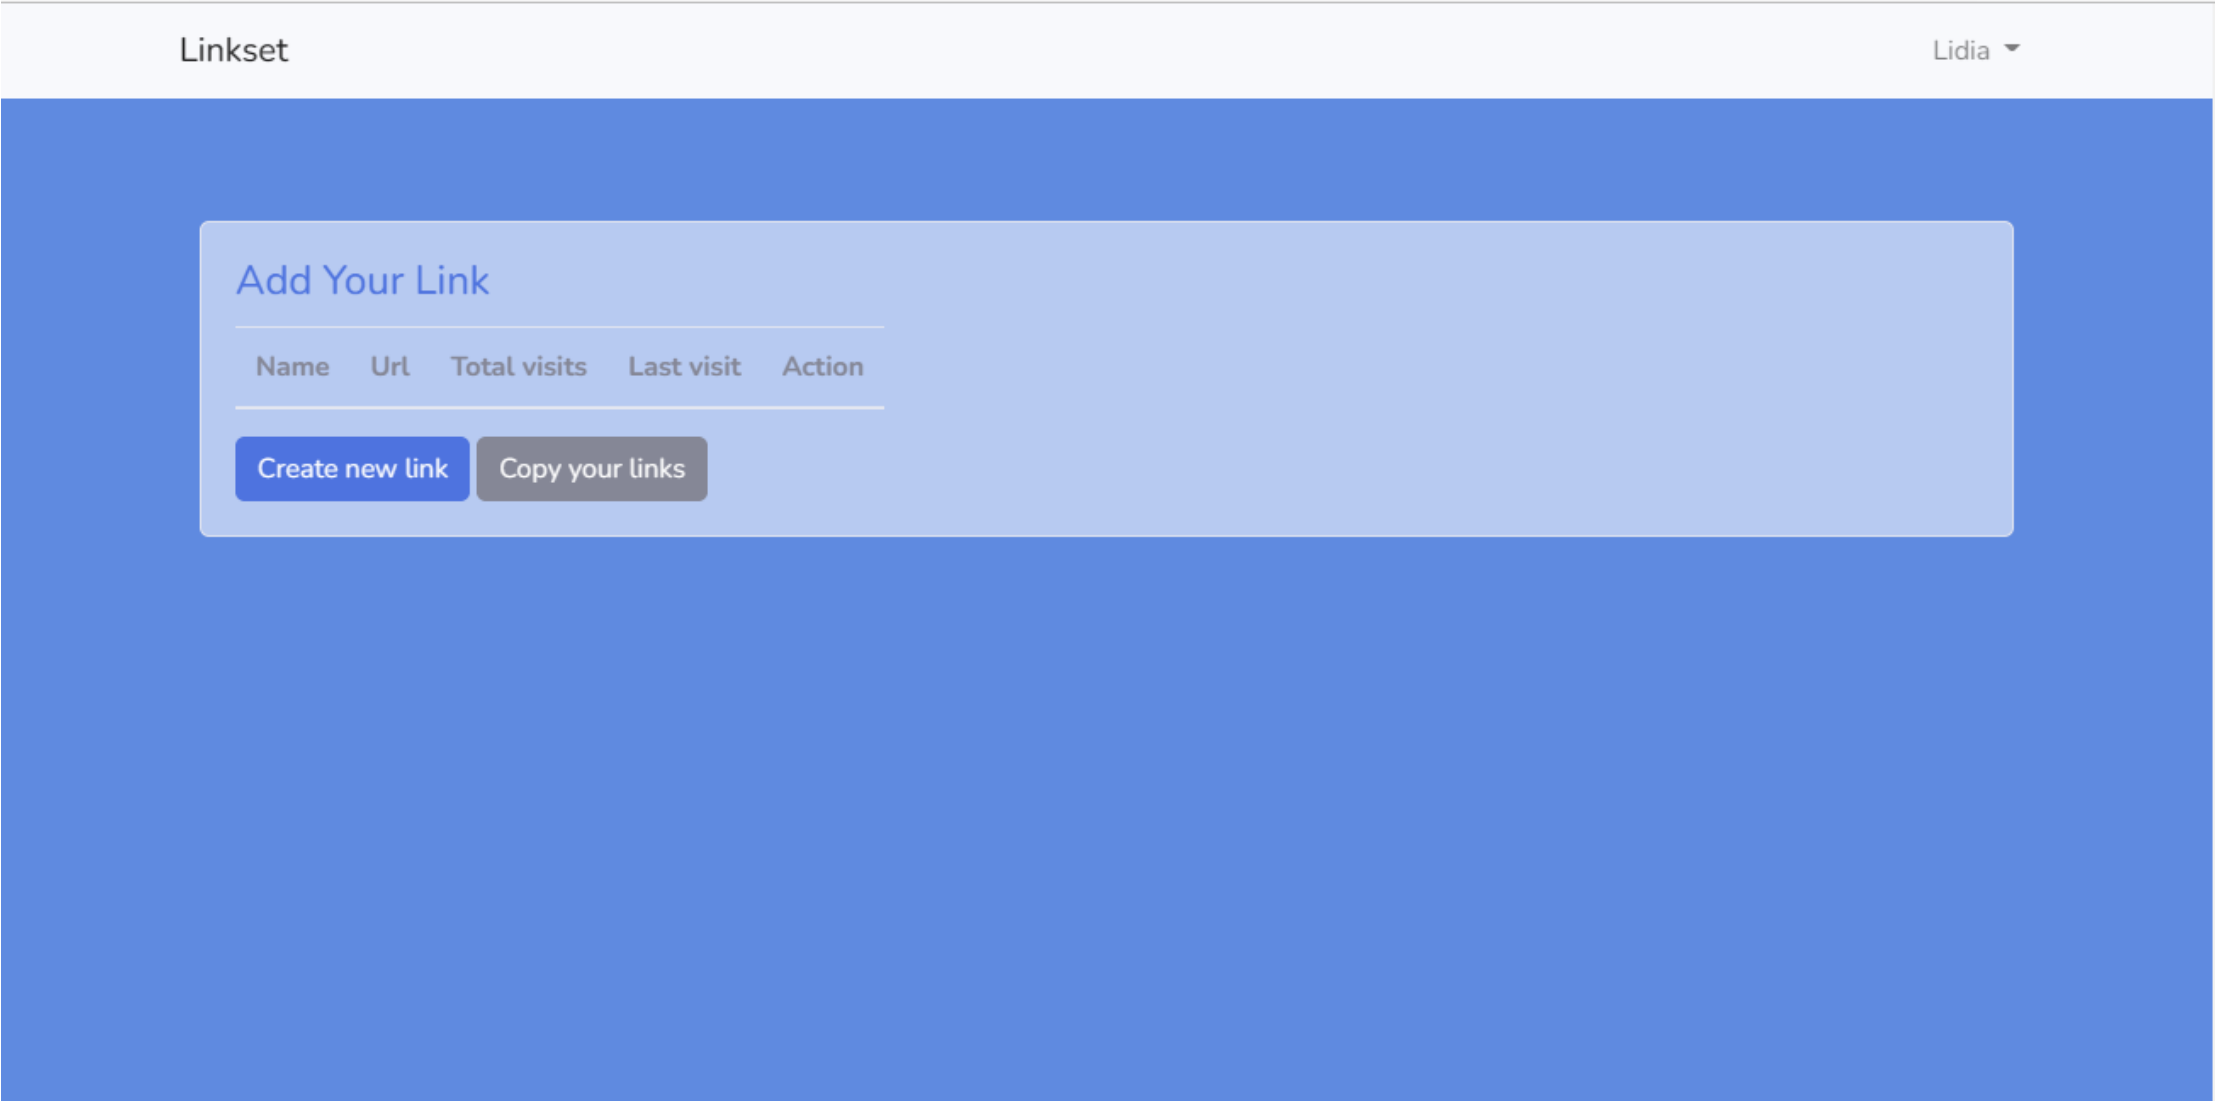 Linkset Lidia
Add Your Link
Name Url Total visits Last visit Action
Create new link Copy your links